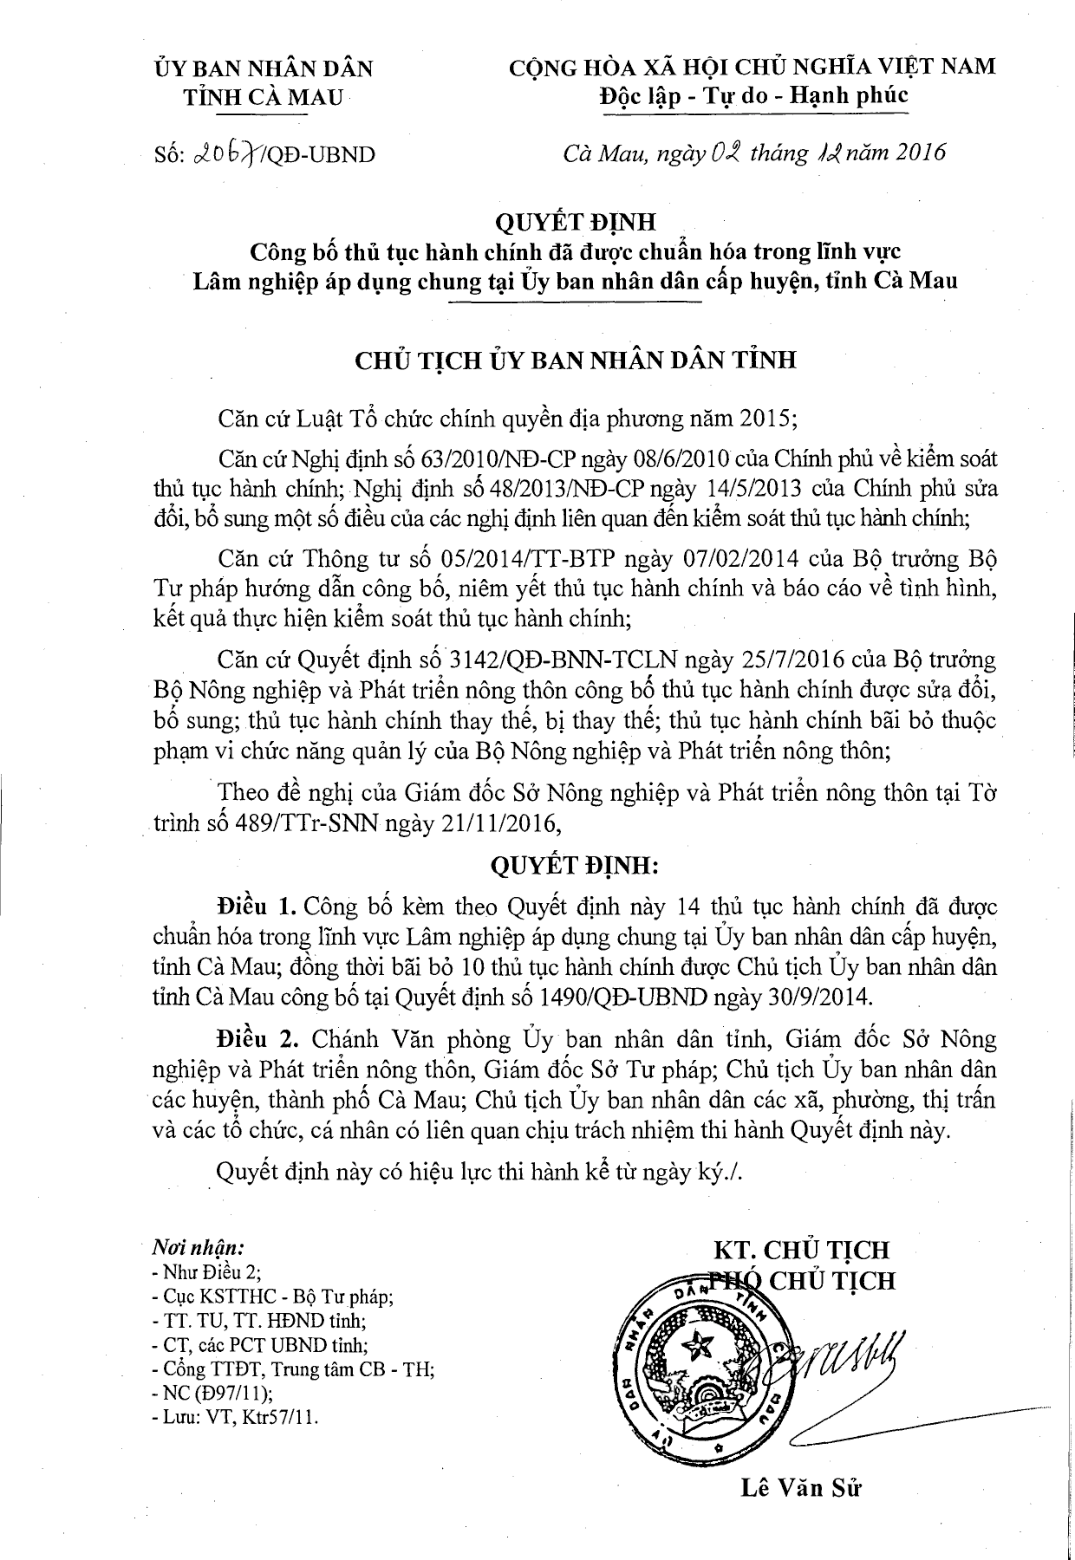 ỦY BAN NHÂN DÂN
TỈNH CÀ MAU
CỘNG HÒA XÃ HỘI CHỦ NGHĨA VIỆT NAM
Độc lập - Tự do - Hạnh phúc
Số: 2067/QĐ-UBND
Cà Mau, ngày 02 tháng 12 năm 2016
QUYẾT ĐỊNH
Công bố thủ tục hành chính đã được chuẩn hóa trong lĩnh vực
Lâm nghiệp áp dụng chung tại Ủy ban nhân dân cấp huyện, tỉnh Cà Mau
CHỦ TỊCH ỦY BAN NHÂN DÂN TỈNH
Căn cứ Luật Tổ chức chính quyền địa phương năm 2015;
Căn cứ Nghị định số 63/2010/NĐ-CP ngày 08/6/2010 của Chính phủ về kiểm soát
thủ tục hành chính; Nghị định số 48/2013/NĐ-CP ngày 14/5/2013 của Chính phủ sửa
đổi, bổ sung một số điều của các nghị định liên quan đến kiểm soát thủ tục hành chính;
Căn cứ Thông tư số 05/2014/TT-BTP ngày 07/02/2014 của Bộ trưởng Bộ
Tư pháp hướng dẫn công bố, niêm yết thủ tục hành chính và báo cáo về tình hình,
kết quả thực hiện kiểm soát thủ tục hành chính;
Căn cứ Quyết định số 3142/QĐ-BNN-TCLN ngày 25/7/2016 của Bộ trưởng
Bộ Nông nghiệp và Phát triển nông thôn công bố thủ tục hành chính được sửa đổi,
bổ sung; thủ tục hành chính thay thế, bị thay thế; thủ tục hành chính bãi bỏ thuộc
phạm vi chức năng quản lý của Bộ Nông nghiệp và Phát triển nông thôn;
Theo đề nghị của Giám đốc Sở Nông nghiệp và Phát triển nông thôn tại Tờ
trình số 489/TTr-SNN ngày 21/11/2016,
QUYẾT ĐỊNH:
Điều 1. Công bố kèm theo Quyết định này 14 thủ tục hành chính đã được
chuẩn hóa trong lĩnh vực Lâm nghiệp áp dụng chung tại Ủy ban nhân dân cấp huyện,
tỉnh Cà Mau; đồng thời bãi bỏ 10 thủ tục hành chính được Chủ tịch Ủy ban nhân dân
tỉnh Cà Mau công bố tại Quyết định số 1490/QĐ-UBND ngày 30/9/2014.
Điều 2. Chánh Văn phòng Ủy ban nhân dân tỉnh, Giám đốc Sở Nông
nghiệp và Phát triển nông thôn, Giám đốc Sở Tư pháp; Chủ tịch Ủy ban nhân dân
các huyện, thành phố Cà Mau; Chủ tịch Ủy ban nhân dân các xã, phường, thị trấn
và các tổ chức, cá nhân có liên quan chịu trách nhiệm thi hành Quyết định này.
Quyết định này có hiệu lực thi hành kể từ ngày ký./.
Nơi nhận:
- Như Điều 2;
- Cục KSTTHC - Bộ Tư pháp;
- TT. TU, TT. HĐND tỉnh;
- CT, các PCT UBND tỉnh;
- Cổng TTĐT, Trung tâm CB - TH;
- NC (Đ97/11);
- Lưu: VT, Ktr57/11.
KT. CHỦ TỊCH
PHÓ CHỦ TỊCH
ỦY BAN NHÂN DÂN TỈNH CÀ MAU
Lê Văn Sử